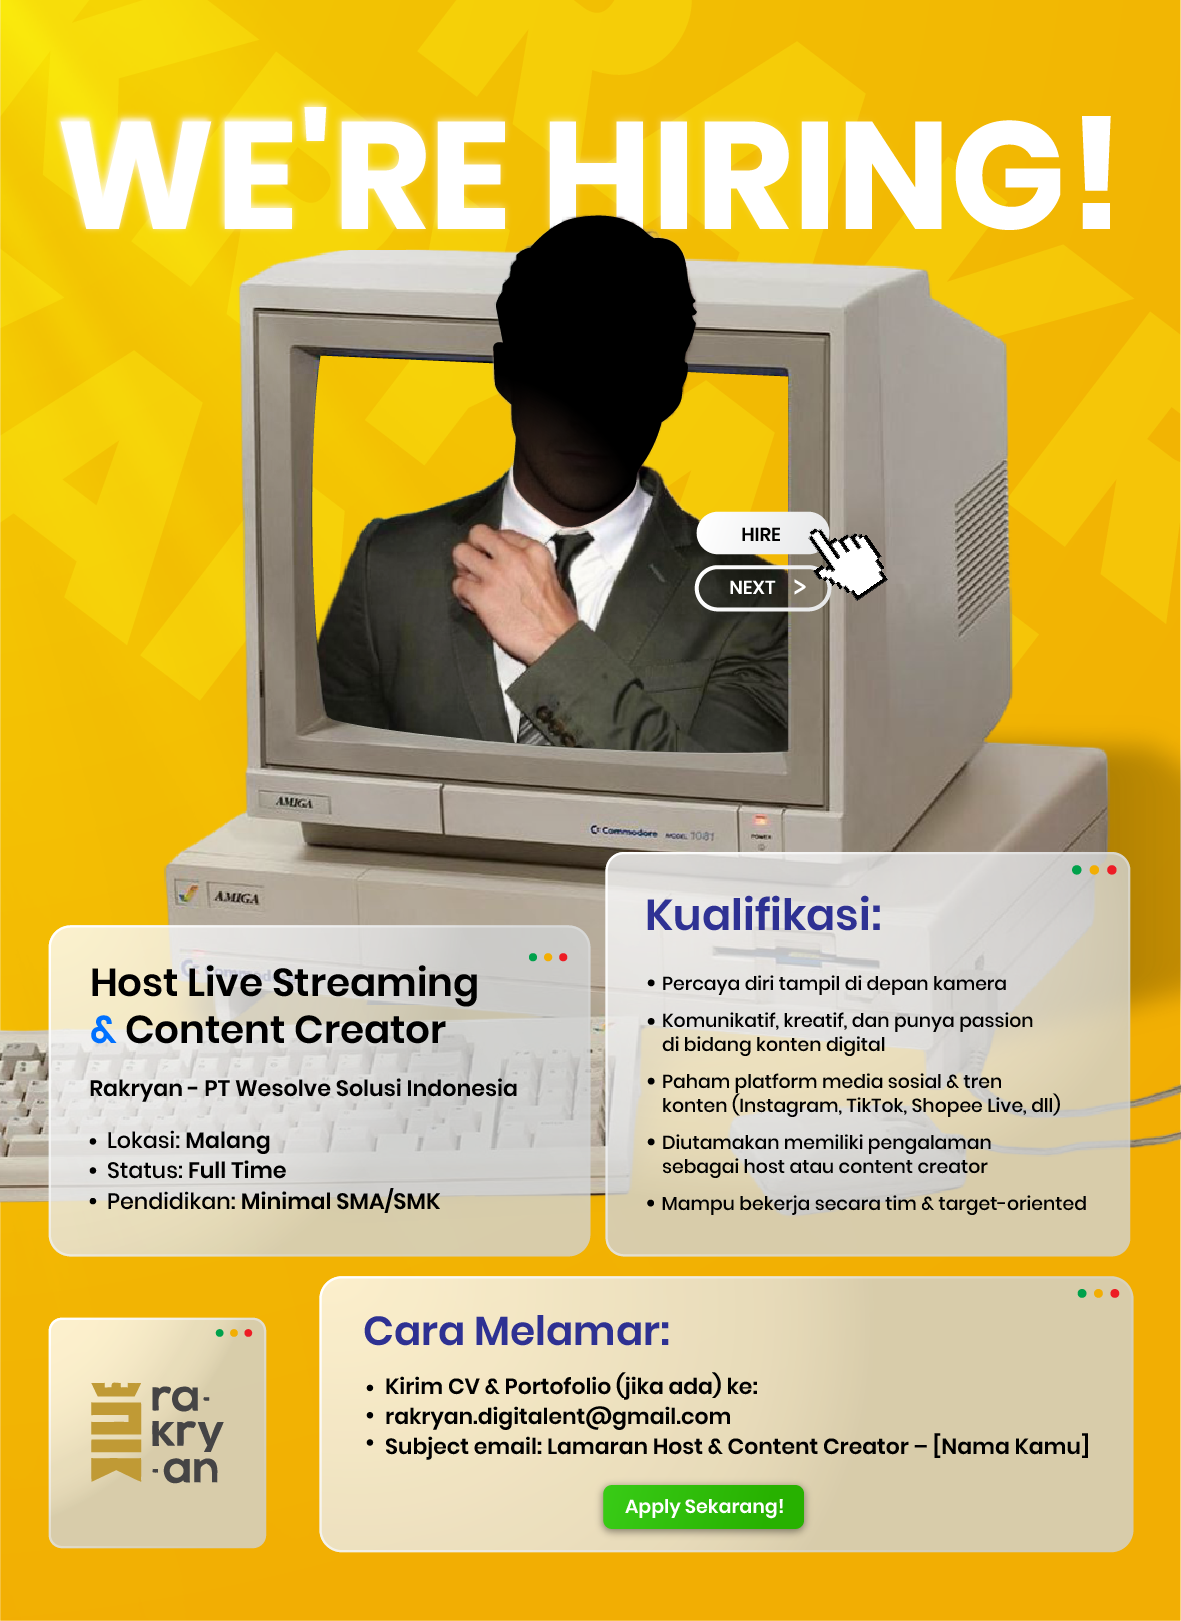 WE'RE HIRING!
HIRE
NEXT >
AMIGA
Commodore MODEL 1081
POWER
AMIGA
Kualifikasi:
• Percaya diri tampil di depan kamera
• Komunikatif, kreatif, dan punya passion
di bidang konten digital
• Paham platform media sosial & tren
konten (Instagram, TikTok, Shopee Live, dll)
• Diutamakan memiliki pengalaman
sebagai host atau content creator
• Mampu bekerja secara tim & target-oriented
Host Live Streaming
& Content Creator
Rakryan - PT Wesolve Solusi Indonesia
• Lokasi: Malang
• Status: Full Time
• Pendidikan: Minimal SMA/SMK
Cara Melamar:
• Kirim CV & Portofolio (jika ada) ke:
• rakryan.digitalent@gmail.com
• Subject email: Lamaran Host & Content Creator – [Nama Kamu]
Apply Sekarang!
ra-
kry
-an